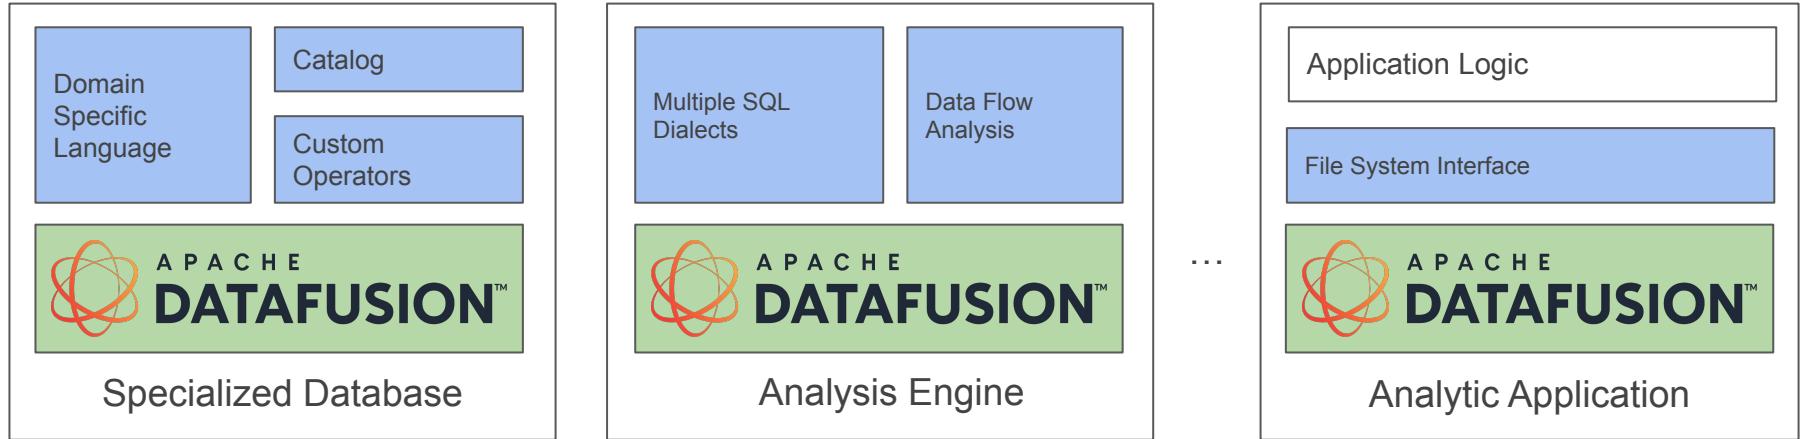 Domain
Specific
Language
Catalog
Custom
Operators
APACHE
DATAFUSION™
Specialized Database
Multiple SQL
Dialects
Data Flow
Analysis
APACHE
DATAFUSION™
Analysis Engine
...
Application Logic
File System Interface
APACHE
DATAFUSION™
Analytic Application